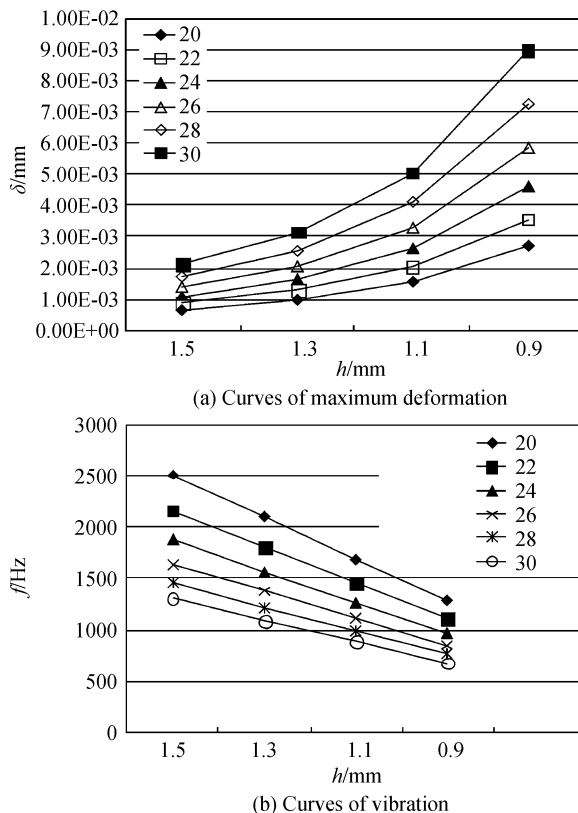 1.00E-02
9.00E-03
8.00E-03
7.00E-03
6.00E-03
5.00E-03
4.00E-03
3.00E-03
2.00E-03
1.00E-03
0.00E+00
δ/mm
20
22
24
26
28
30
1.5 1.3 1.1 0.9
h/mm
(a) Curves of maximum deformation
3000
2500
2000
1500
1000
500
0
f/Hz
20
22
24
26
28
30
1.5 1.3 1.1 0.9
h/mm
(b) Curves of vibration